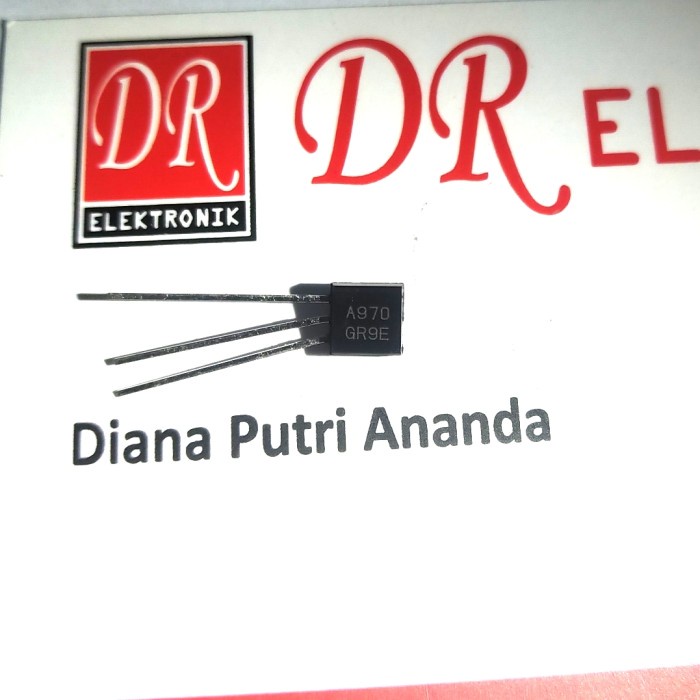 DR
ELEKTRONIK
DR EL
A970
GR9E
Diana Putri Ananda